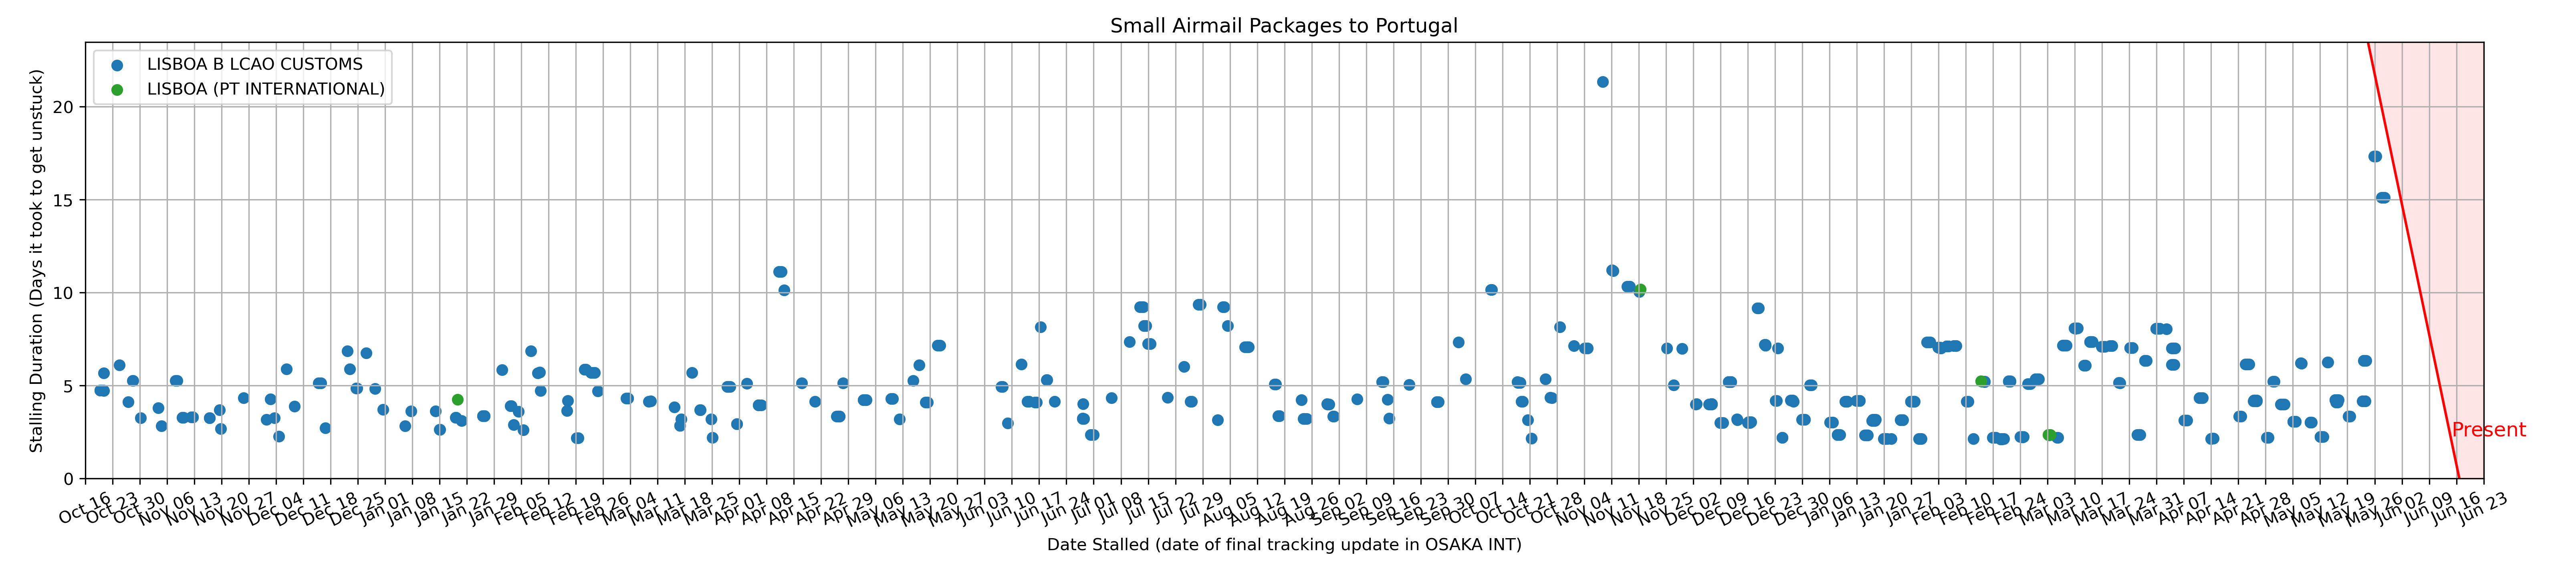 Small Airmail Packages to Portugal
LISBOA B LCAO CUSTOMS
LISBOA (PT INTERNATIONAL)
Stalling Duration (Days it took to get unstuck)
20
15
10
5
0
Present
Oct 16 Oct 23 Oct 30 Nov 06 Nov 13 Nov 20 Nov 27 Dec 04 Dec 11 Dec 18 Dec 25 Jan 01 Jan 08 Jan 15 Jan 22 Jan 29 Feb 05 Feb 12 Feb 19 Feb 26 Mar 04 Mar 11 Mar 18 Mar 25 Apr 01 Apr 08 Apr 15 Apr 22 Apr 29 May 06 May 13 May 20 May 27 Jun 03 Jun 10 Jun 17 Jun 24 Jul 01 Jul 08 Jul 15 Jul 22 Jul 29 Aug 05 Aug 12 Aug 19 Aug 26 Sep 02 Sep 09 Sep 16 Sep 23 Sep 30 Oct 07 Oct 14 Oct 21 Oct 28 Nov 04 Nov 11 Nov 18 Nov 25 Dec 02 Dec 09 Dec 16 Dec 23 Dec 30 Jan 06 Jan 13 Jan 20 Jan 27 Feb 03 Feb 10 Feb 17 Feb 24 Mar 03 Mar 10 Mar 17 Mar 24 Mar 31 Apr 07 Apr 14 Apr 21 Apr 28 May 05 May 12 May 19 May 26 Jun 02 Jun 09 Jun 16 Jun 23
Date Stalled (date of final tracking update in OSAKA INT)